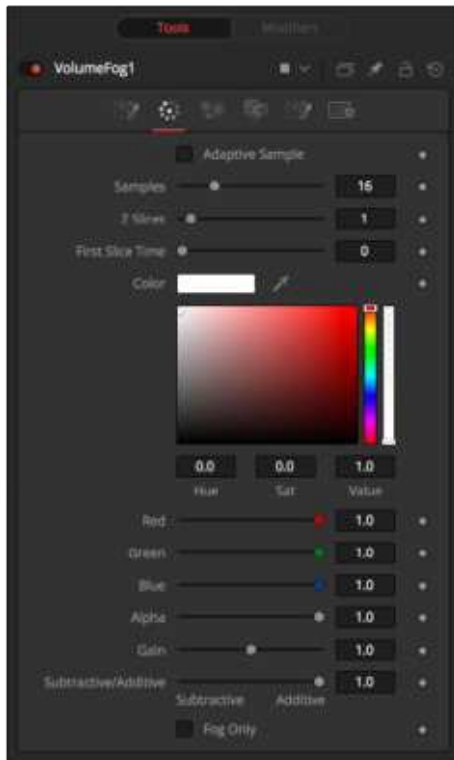 Tools Modifiers
VolumeFog1
Adaptive Sample
Samples 16
Z Slices 1
First Slice Time 0
Color
0.0 0.0 1.0
Hue Sat Value
Red 1.0
Green 1.0
Blue 1.0
Alpha 1.0
Gain 1.0
Subtractive/Additive 1.0
Subtractive Additive
Fog Only